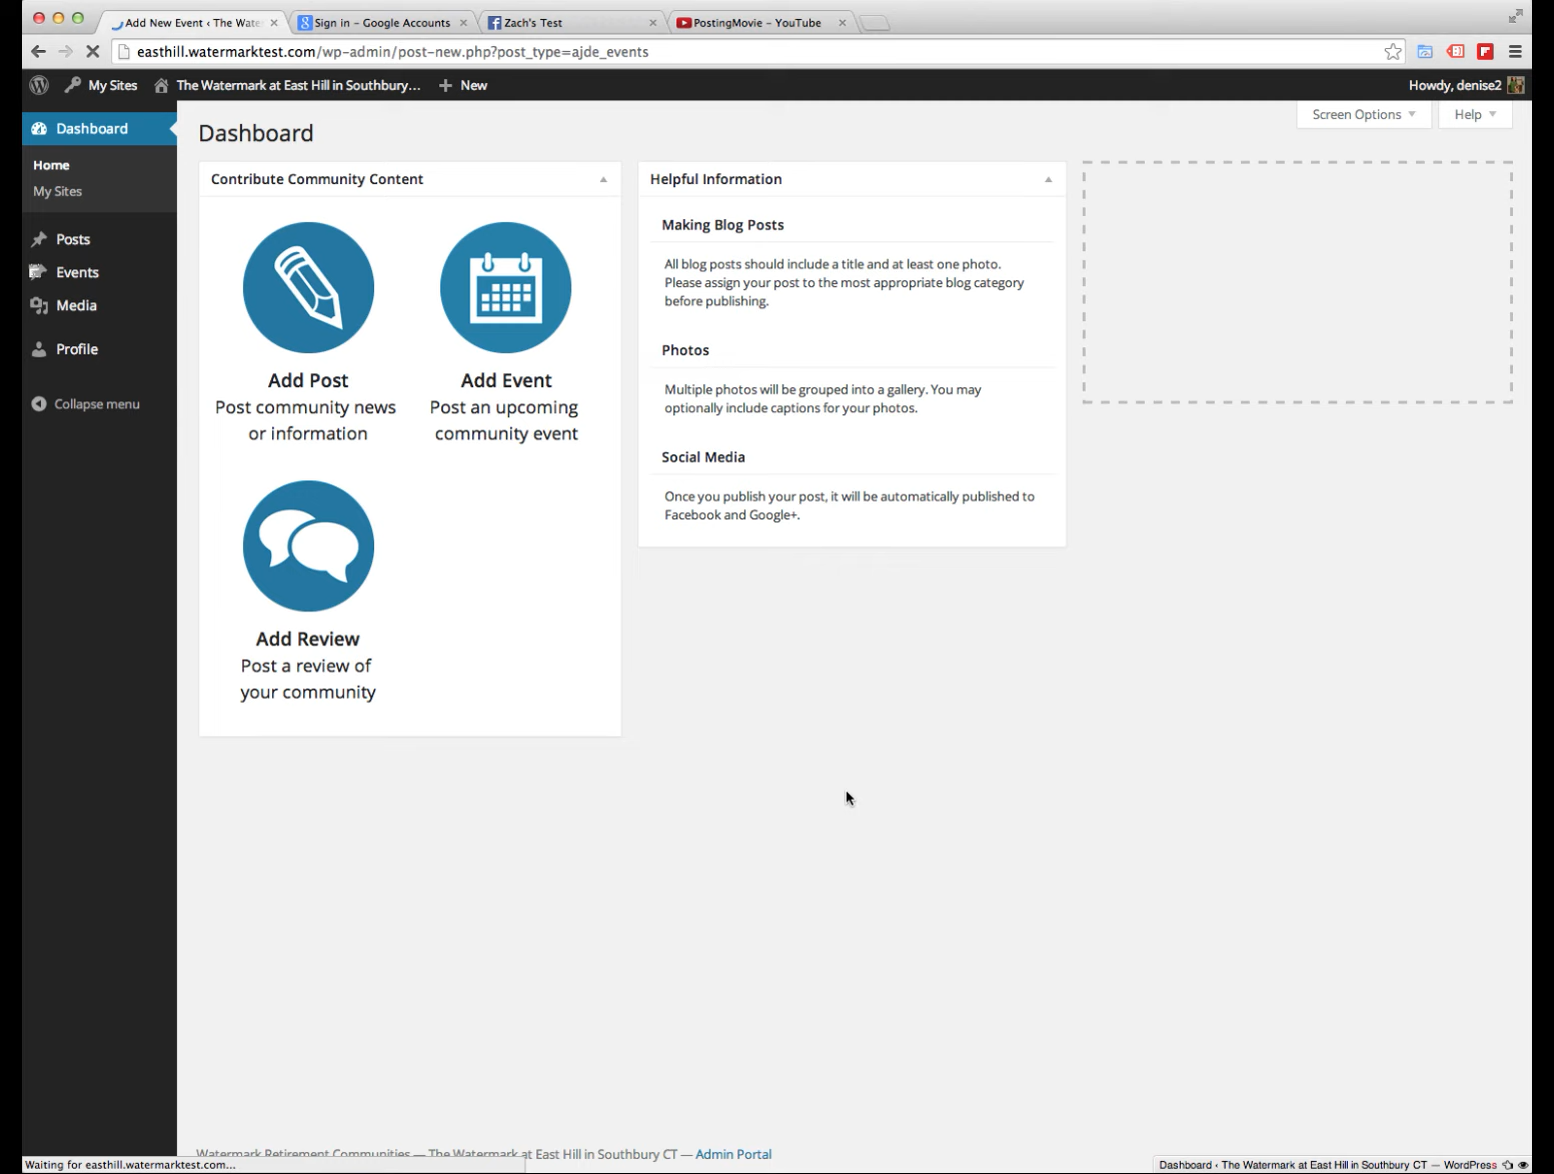 Add New Event ‹ The Wate
Sign in – Google Accounts
Zach's Test
PostingMovie – YouTube
easthill.watermarktest.com/wp-admin/post-new.php?post_type=ajde_events
My Sites
The Watermark at East Hill in Southbury…
New
Howdy, denise2
Dashboard
Home
My Sites
Posts
Events
Media
Profile
Collapse menu
Dashboard
Screen Options
Help
Contribute Community Content
Add Post
Post community news
or information
Add Event
Post an upcoming
community event
Add Review
Post a review of
your community
Helpful Information
Making Blog Posts
All blog posts should include a title and at least one photo.
Please assign your post to the most appropriate blog category
before publishing.
Photos
Multiple photos will be grouped into a gallery. You may
optionally include captions for your photos.
Social Media
Once you publish your post, it will be automatically published to
Facebook and Google+.
Watermark Retirement Communities — The Watermark at East Hill in Southbury CT — Admin Portal
Waiting for easthill.watermarktest.com...
Dashboard ‹ The Watermark at East Hill in Southbury CT — WordPress